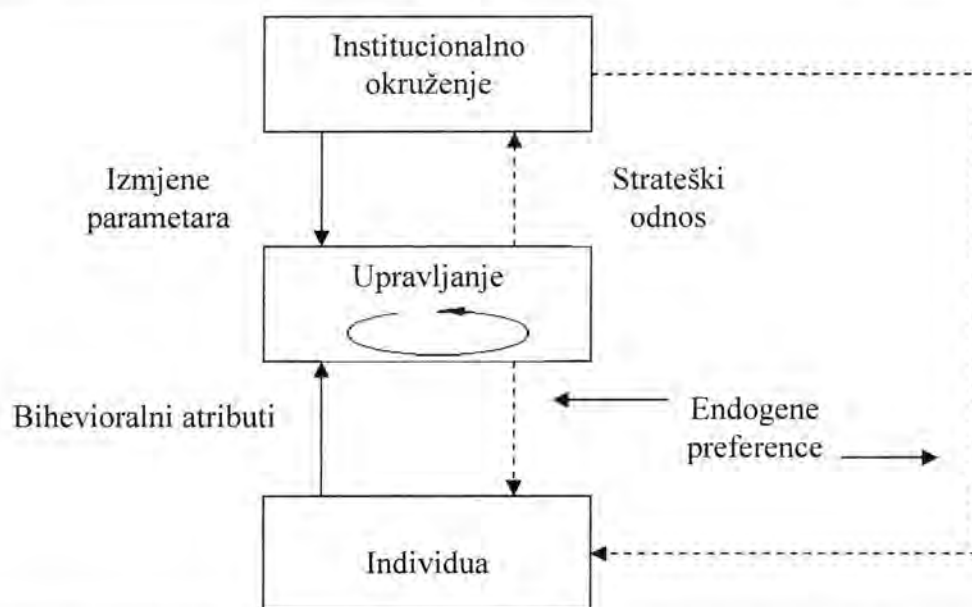 Institucionalno
okruženje
Izmjene
parametara
Strateški
odnos
Upravljanje
Bihevioralni atributi
Endogene
preference
Individua